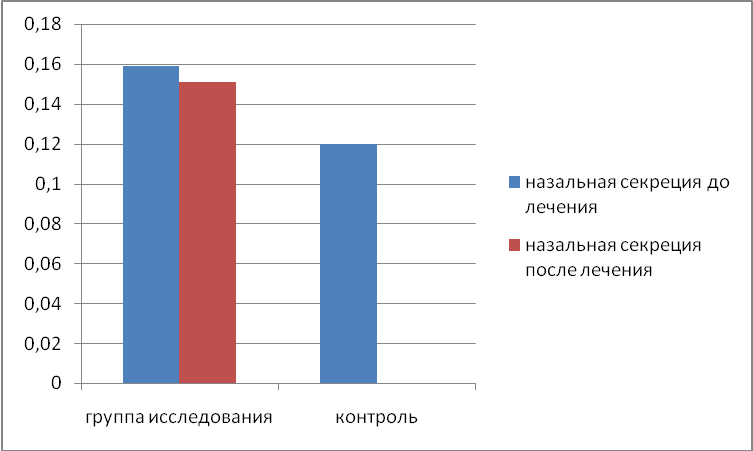 0,18
0,16
0,14
0,12
0,1
0,08
0,06
0,04
0,02
0
группа исследования
контроль
назальная секреция до
лечения
назальная секреция
после лечения